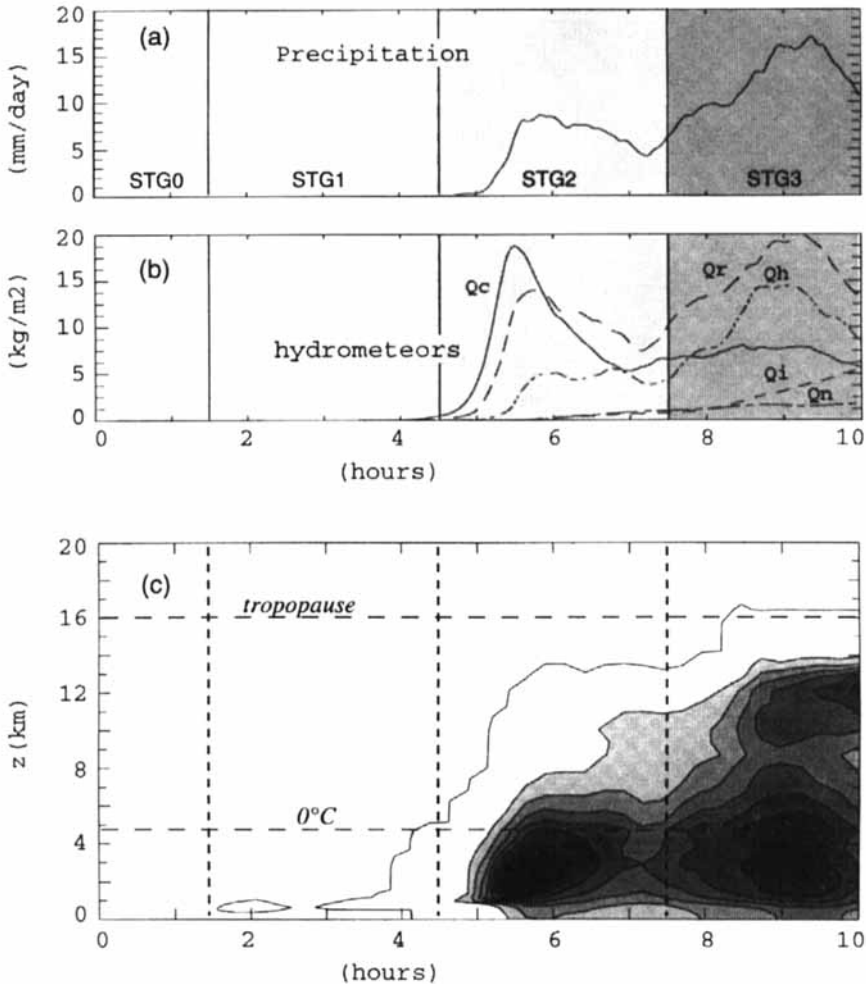 20
(a)
Precipitation
15
(mm/day)
10
5
STG0 STG1 STG2 STG3
0
20
(b)
Qr
Qh
Qc
15
(kg/m2)
10
hydrometeors
5
Qi
Qn
0
0 2 4 6 8 10
(hours)
20
(c)
tropopause
16
12
z(km)
8
0°C
4
0
0 2 4 6 8 10
(hours)